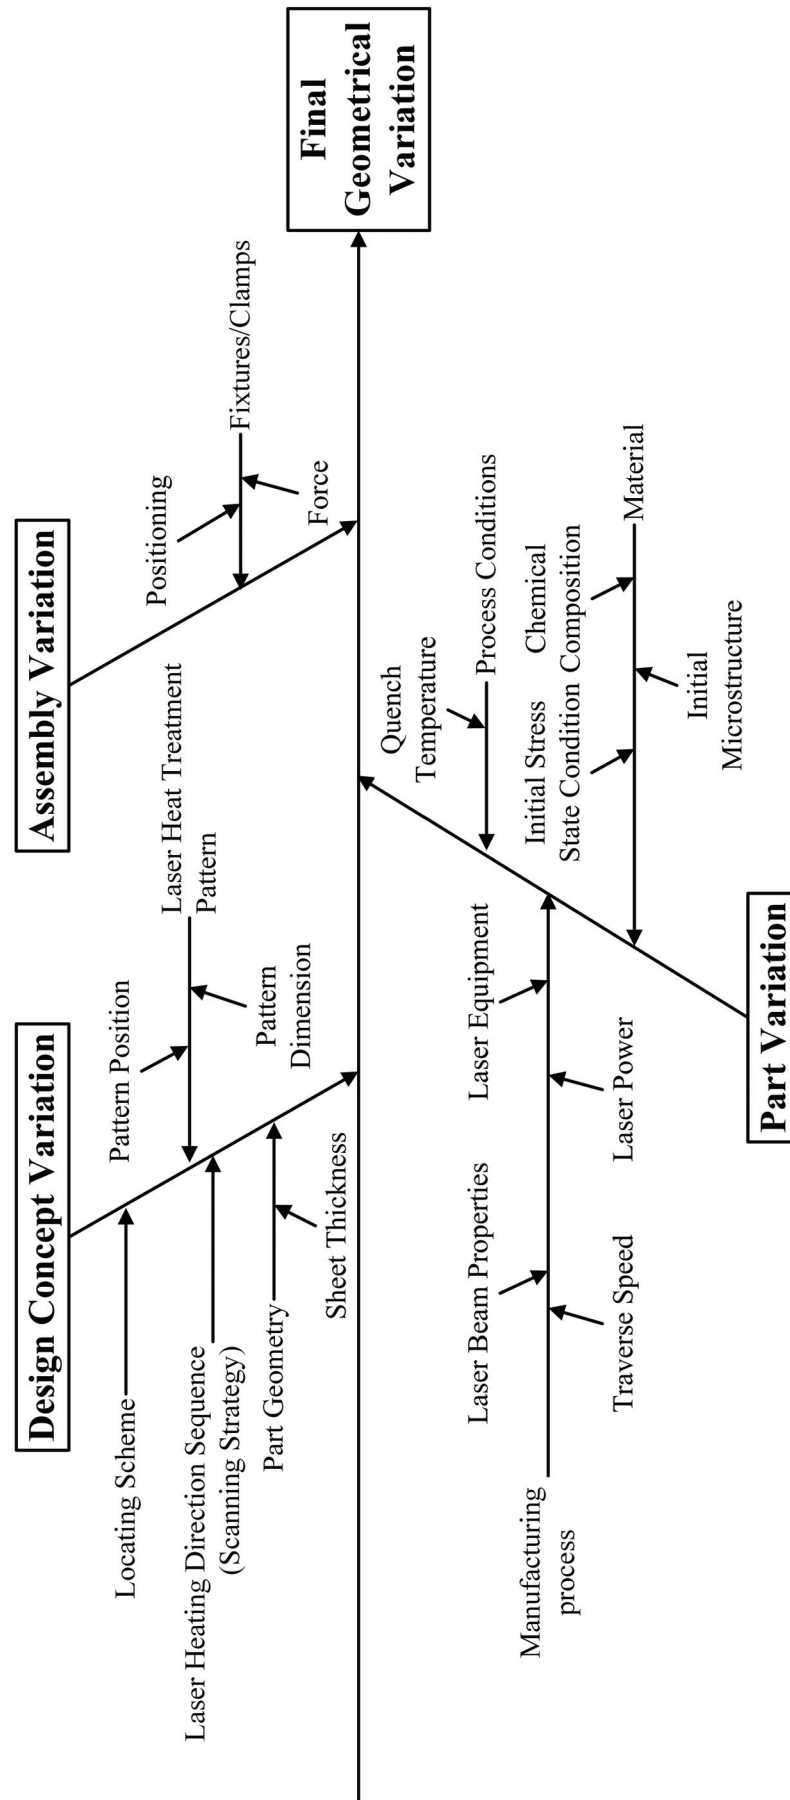 Design Concept Variation
Assembly Variation
Locating Scheme
Pattern Position
Laser Heat Treatment
Pattern
Laser Heating Direction Sequence
(Scanning Strategy)
Pattern
Dimension
Part Geometry
Sheet Thickness
Positioning
Fixtures/Clamps
Force
Final
Geometrical
Variation
Quench
Temperature
Process Conditions
Manufacturing
process
Laser Beam Properties
Laser Equipment
Traverse Speed
Laser Power
Initial Stress
State Condition
Chemical
Composition
Material
Initial
Microstructure
Part Variation